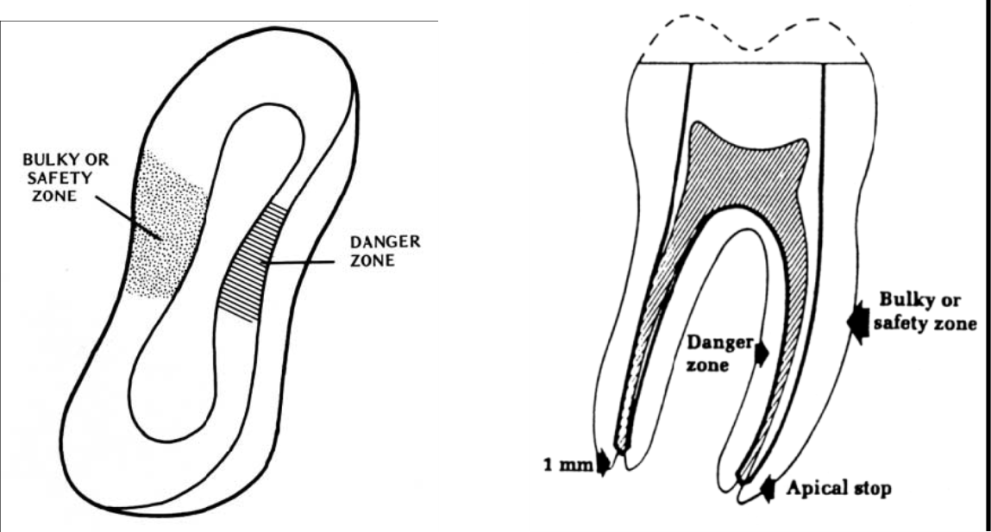 BULKY OR
SAFETY
ZONE
DANGER
ZONE
Bulky or
safety zone
Danger
zone
1 mm
Apical stop